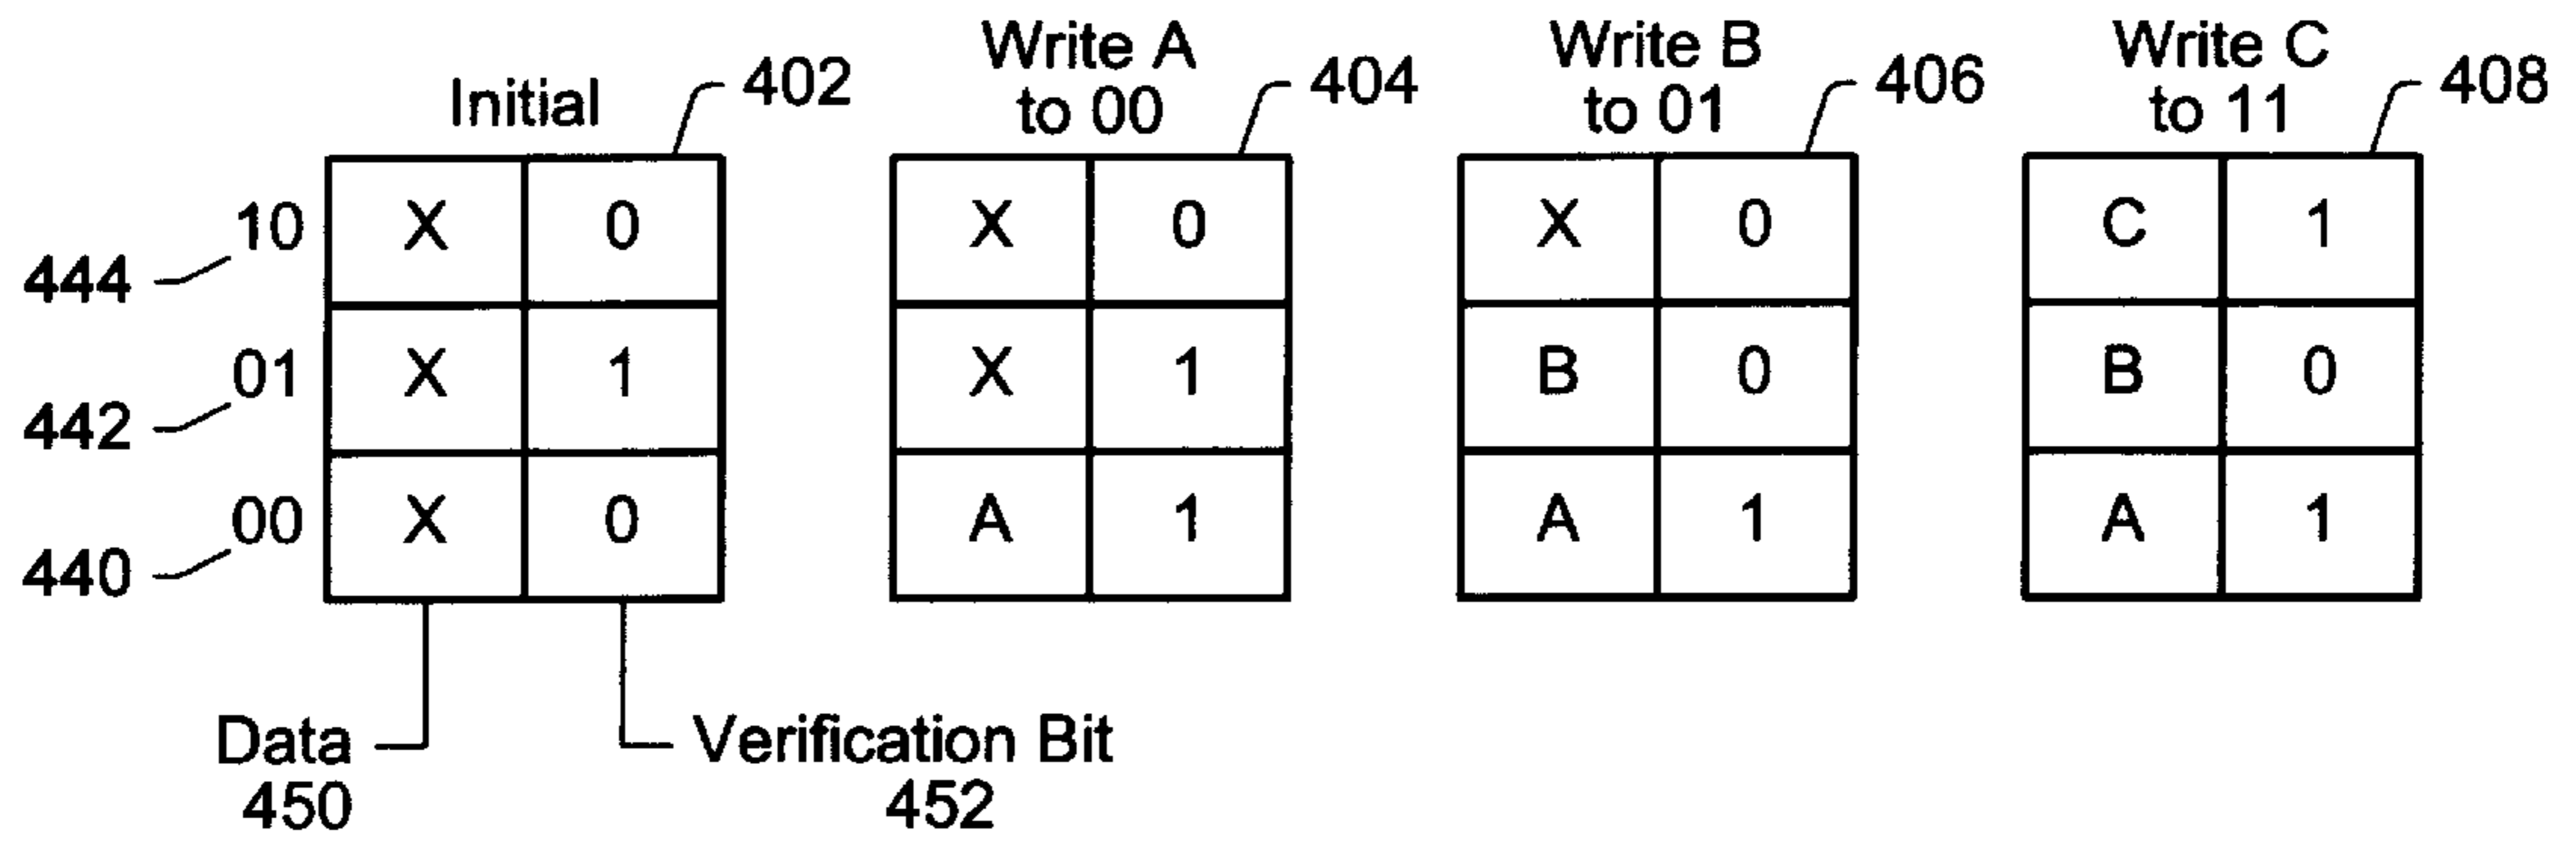 Initial 402
Write A
to 00 404
Write B
to 01 406
Write C
to 11 408
444 10 X 0 X 0 X 0 C 1
442 01 X 1 X 1 B 0 B 0
440 00 X 0 A 1 A 1 A 1
Data
450
Verification Bit
452